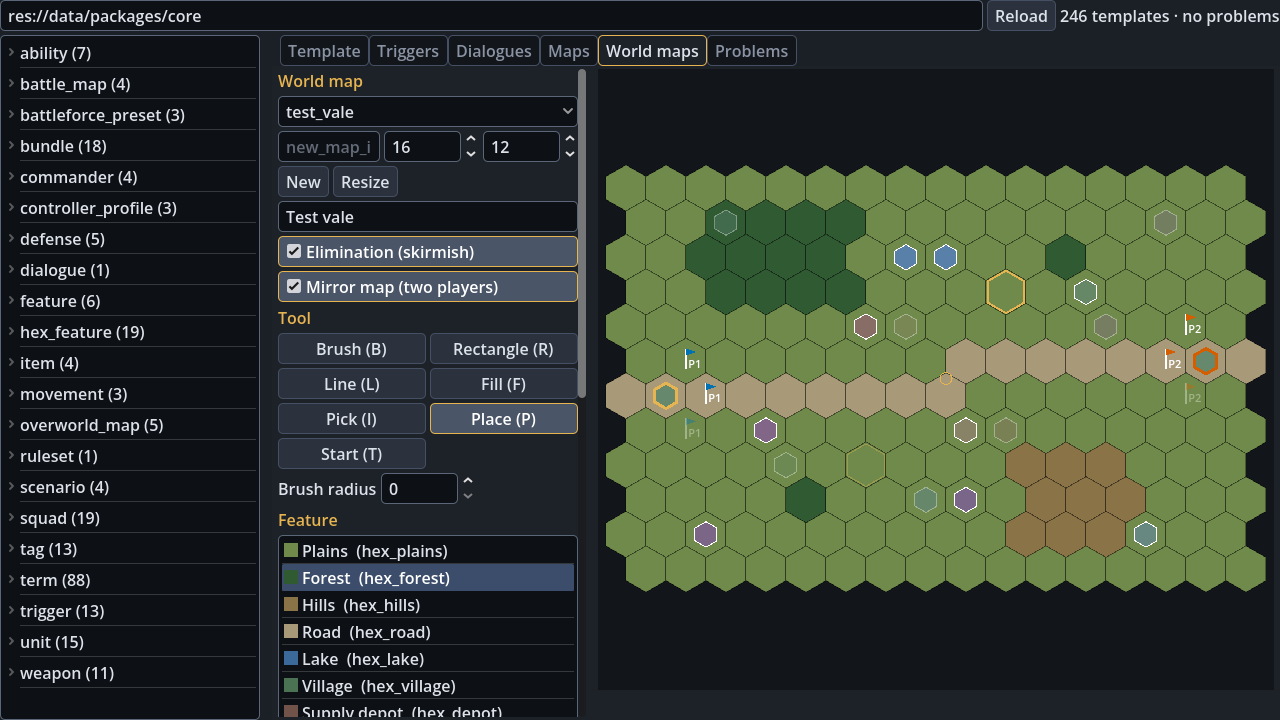 res://data/packages/core
Reload
246 templates · no problems
ability (7)
battle_map (4)
battleforce_preset (3)
bundle (18)
commander (4)
controller_profile (3)
defense (5)
dialogue (1)
feature (6)
hex_feature (19)
item (4)
movement (3)
overworld_map (5)
ruleset (1)
scenario (4)
squad (19)
tag (13)
term (88)
trigger (13)
unit (15)
weapon (11)
Template
Triggers
Dialogues
Maps
World maps
Problems
World map
test_vale
new_map_i
16
12
New
Resize
Test vale
Elimination (skirmish)
Mirror map (two players)
Tool
Brush (B)
Rectangle (R)
Line (L)
Fill (F)
Pick (I)
Place (P)
Start (T)
Brush radius
0
Feature
Plains (hex_plains)
Forest (hex_forest)
Hills (hex_hills)
Road (hex_road)
Lake (hex_lake)
Village (hex_village)
Supply depot (hex_depot)
P2
P1
P2
P1
P2
P1